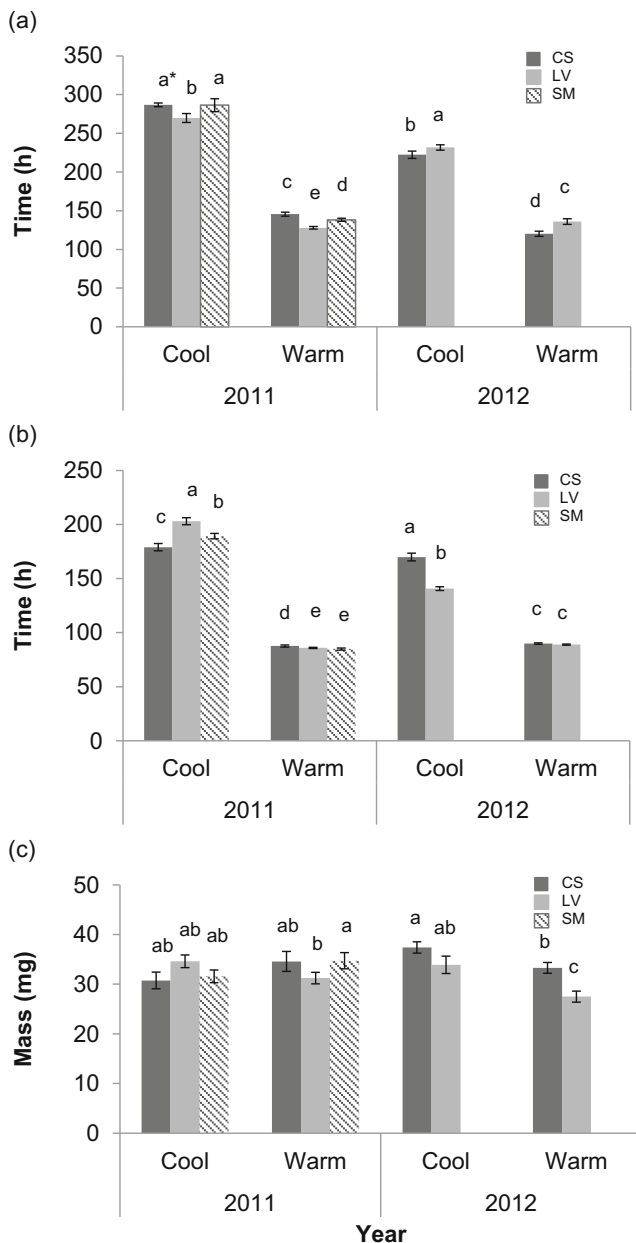 (a)
350
300
250
200
150
100
50
0
Time (h)
a* b a
c e d
b a
d c
CS
LV
SM
Cool Warm Cool Warm
2011 2012
(b)
250
200
150
100
50
0
Time (h)
c a b
d e e
a b
c c
CS
LV
SM
Cool Warm Cool Warm
2011 2012
(c)
50
40
30
20
10
0
Mass (mg)
ab ab ab
ab b a
a ab
b c
CS
LV
SM
Cool Warm Cool Warm
2011 2012
Year